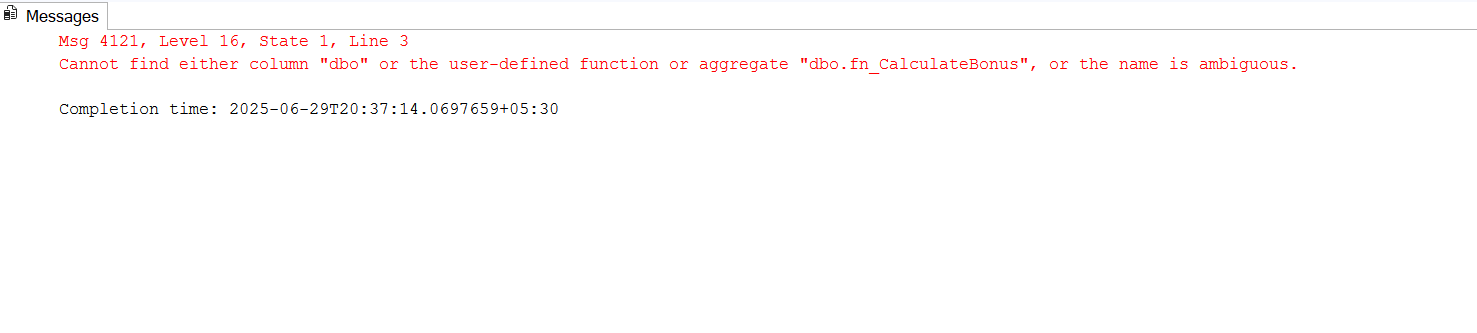 Messages
Msg 4121, Level 16, State 1, Line 3
Cannot find either column "dbo" or the user-defined function or aggregate "dbo.fn_CalculateBonus", or the name is ambiguous.
Completion time: 2025-06-29T20:37:14.0697659+05:30